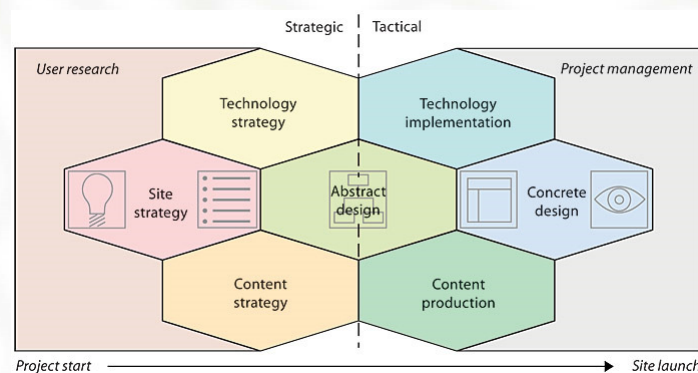 Strategic
Tactical
User research
Project management
Technology
strategy
Technology
implementation
Site
strategy
Abstract
design
Concrete
design
Content
strategy
Content
production
Project start
Site launch